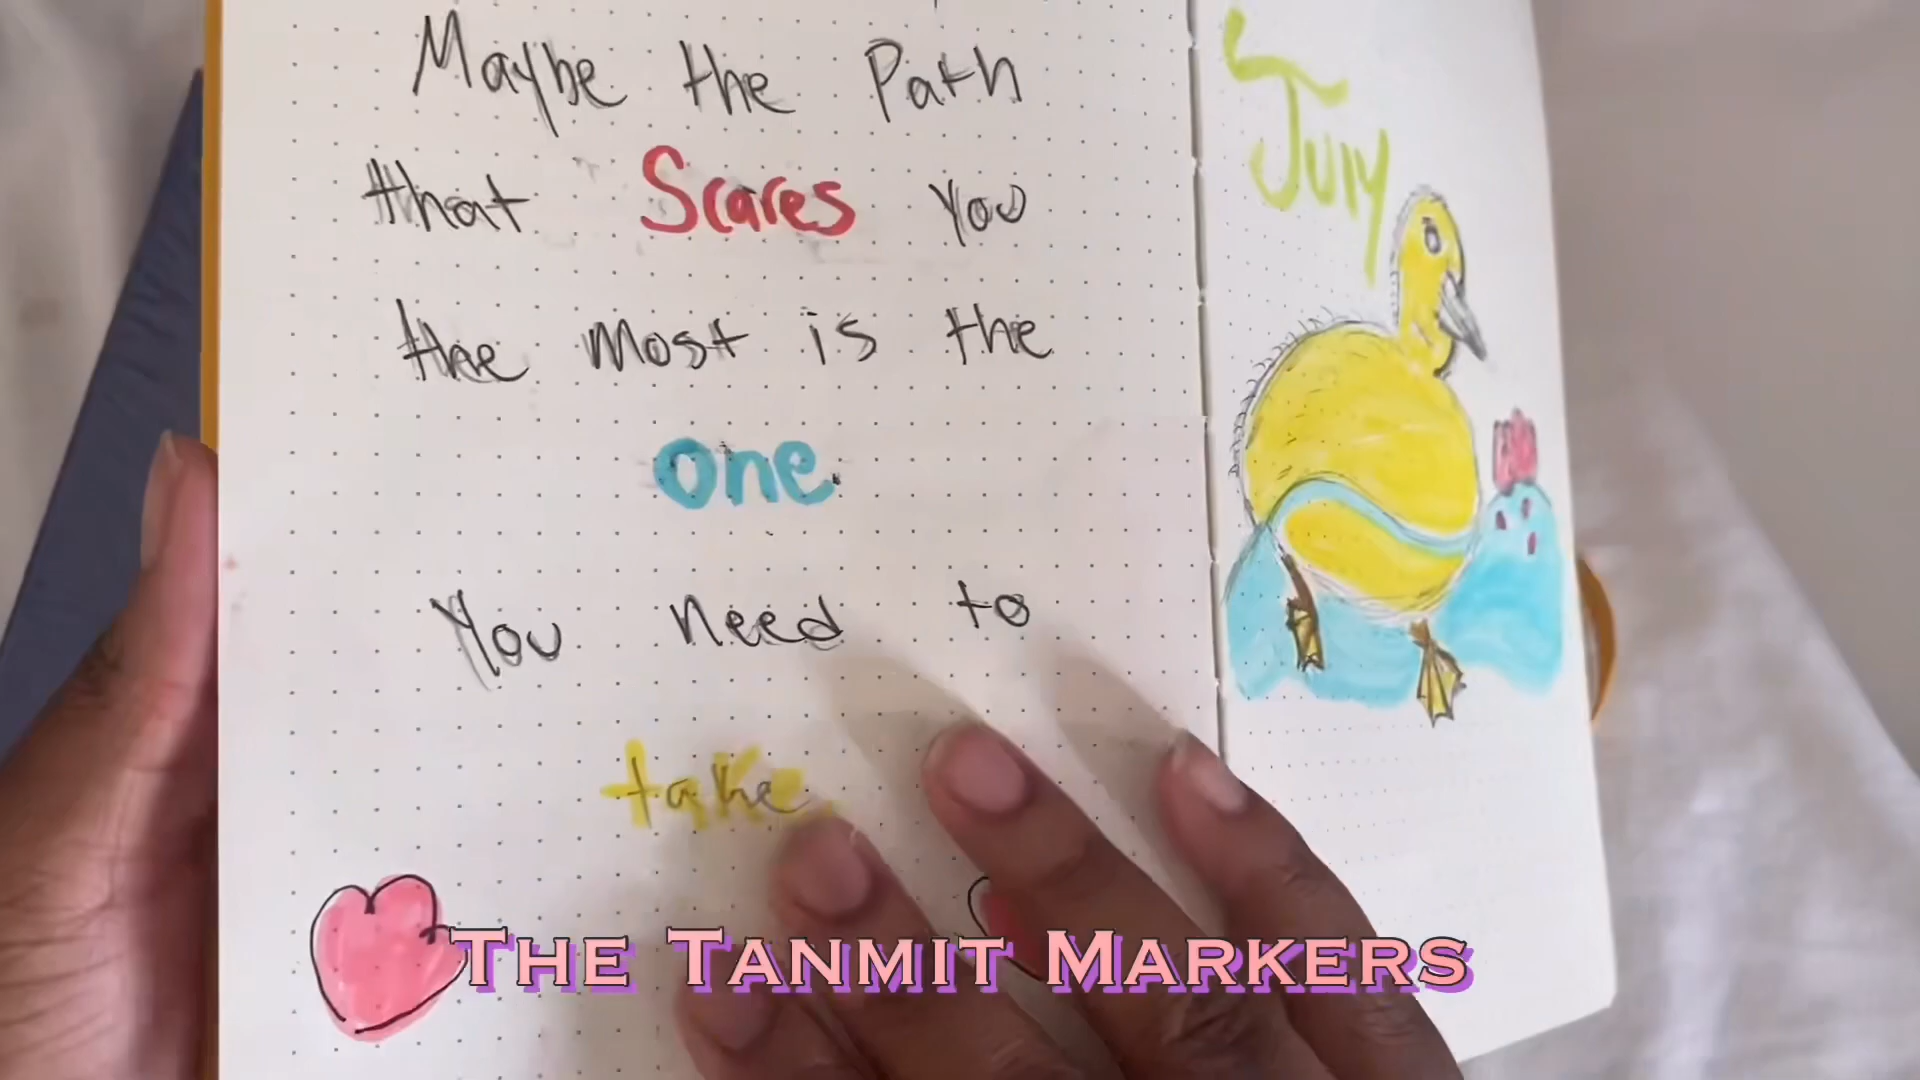 Maybe the Path
that Scares you
the most is the
one
You need to
take
July
THE TANMIT MARKERS